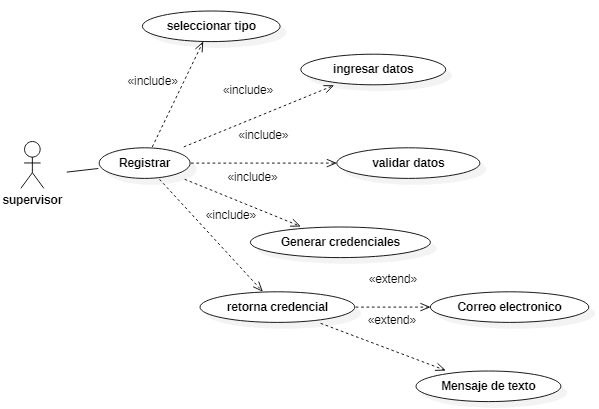 seleccionar tipo
«include»
ingresar datos
«include»
«include»
Registrar
validar datos
«include»
supervisor
«include»
Generar credenciales
«extend»
retorna credencial
Correo electronico
«extend»
Mensaje de texto